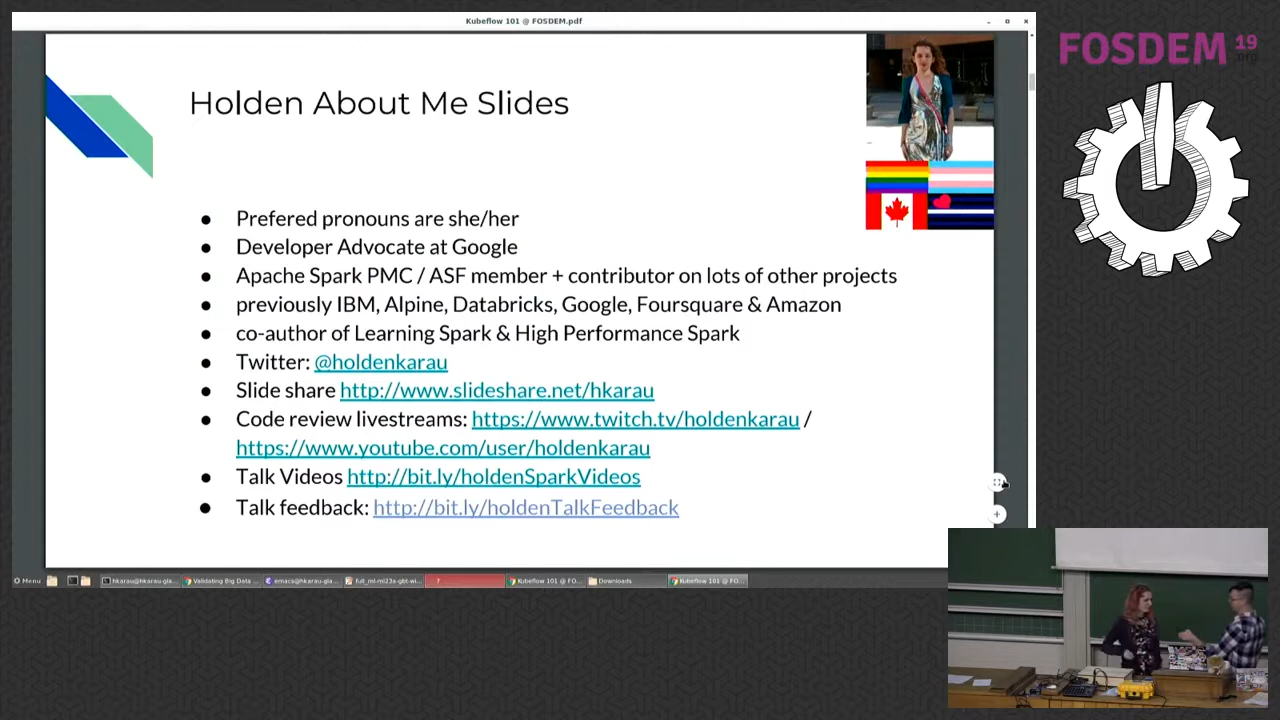 Kubeflow 101 @ FOSDEM.pdf
FOSDEM 19
.org
Holden About Me Slides
● Prefered pronouns are she/her
● Developer Advocate at Google
● Apache Spark PMC / ASF member + contributor on lots of other projects
● previously IBM, Alpine, Databricks, Google, Foursquare & Amazon
● co-author of Learning Spark & High Performance Spark
● Twitter: @holdenkarau
● Slide share http://www.slideshare.net/hkarau
● Code review livestreams: https://www.twitch.tv/holdenkarau /
https://www.youtube.com/user/holdenkarau
● Talk Videos http://bit.ly/holdenSparkVideos
● Talk feedback: http://bit.ly/holdenTalkFeedback
Menu hkarau@hkarau-gla... Validating Big Data ... emacs@hkarau-gla... full_ml-ml23a-gbt-wi... ? Kubeflow 101 @ FO... Downloads Kubeflow 101 @ FO...